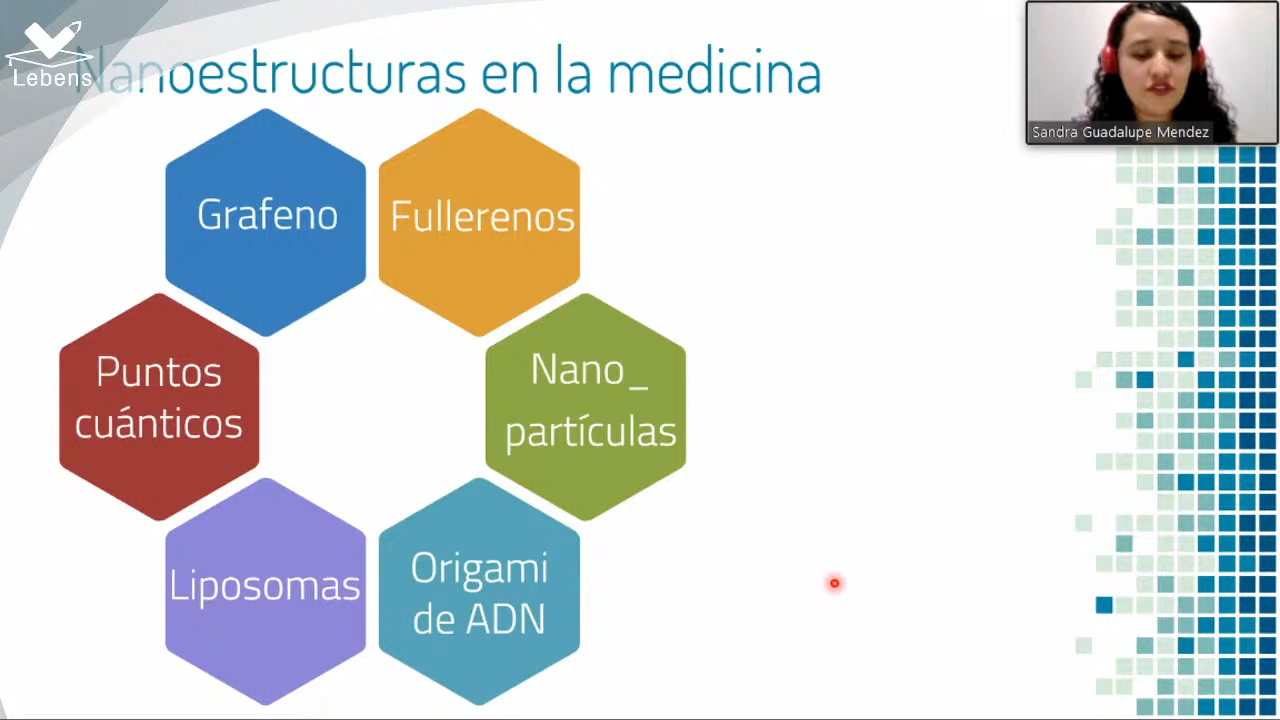 Lebens
Nanoestructuras en la medicina
Sandra Guadalupe Mendez
Grafeno
Fullerenos
Puntos
cuánticos
Nano_
partículas
Liposomas
Origami
de ADN